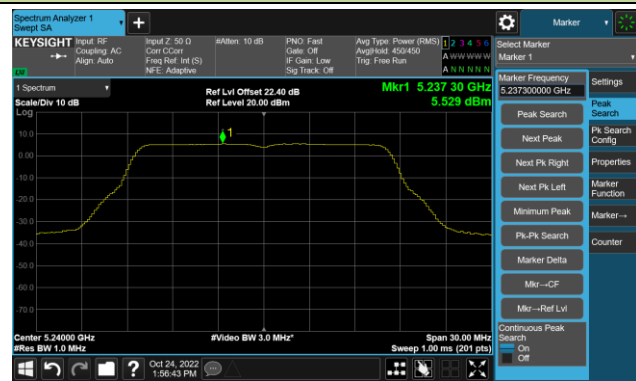 Spectrum Analyzer 1
Swept SA
Marker
KEYSIGHT
Input: RF
Coupling: AC
Align: Auto
Input Z: 50 Ω
Corr CCorr
Freq Ref: Int (S)
NFE: Adaptive
#Atten: 10 dB
PNO: Fast
Gate: Off
IF Gain: Low
Sig Track: Off
Avg Type: Power (RMS)
Avg|Hold: 450/450
Trig: Free Run
1 2 3 4 5 6
A W W W W W
A N N N N N
LW
Select Marker
Marker 1
1 Spectrum
Scale/Div 10 dB
Log
Ref Lvl Offset 22.40 dB
Ref Level 20.00 dBm
Mkr1 5.237 30 GHz
5.529 dBm
1
10.0
0.00
-10.0
-20.0
-30.0
-40.0
-50.0
-60.0
-70.0
Center 5.24000 GHz
#Res BW 1.0 MHz
#Video BW 3.0 MHz*
Span 30.00 MHz
Sweep 1.00 ms (201 pts)
Marker Frequency
5.237300000 GHz
Peak Search
Next Peak
Next Pk Right
Next Pk Left
Minimum Peak
Pk-Pk Search
Marker Delta
Mkr→CF
Mkr→Ref Lvl
Continuous Peak
Search
On
Off
Settings
Peak
Search
Pk Search
Config
Properties
Marker
Function
Marker→
Counter
?
Oct 24, 2022
1:56:43 PM